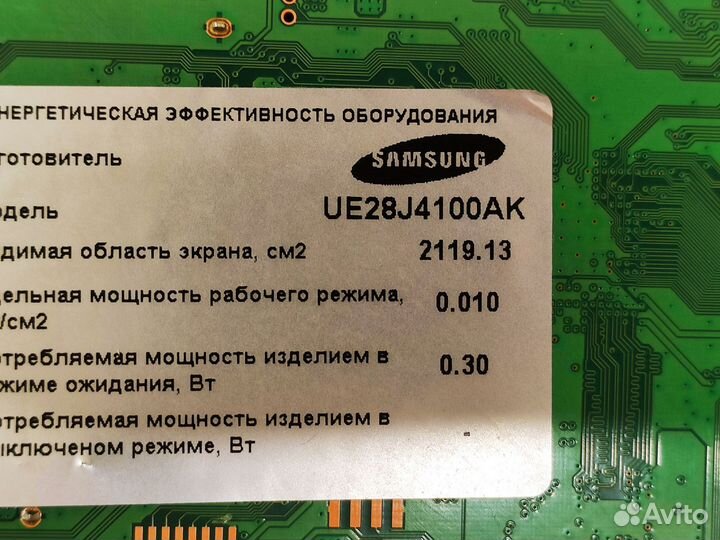 НЕРГЕТИЧЕСКАЯ ЭФФЕКТИВНОСТЬ ОБОРУДОВАНИЯ
готовитель
SAMSUNG
одель
UE28J4100AK
димая область экрана, см2
2119.13
дельная мощность рабочего режима,
0.010
/см2
отребляемая мощность изделием в
0.30
жиме ожидания, Вт
отребляемая мощность изделием в
ыключеном режиме, Вт
Avito